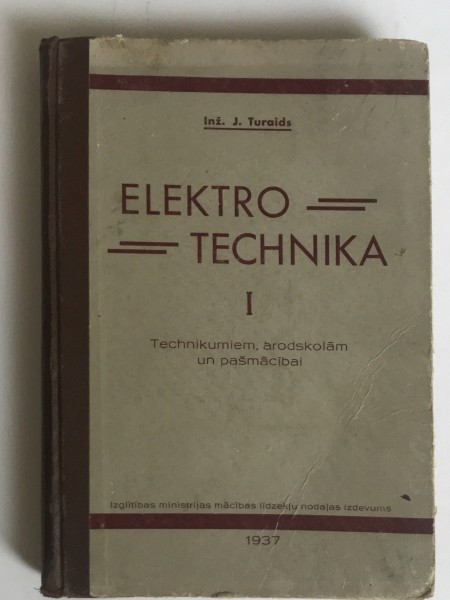 Inž. J. Turaids
ELEKTRO
TECHNIKA
I
Technikumiem, arodskolām
un pašmācībai
Izglītības ministrijas mācības līdzekļu nodaļas izdevums
1937